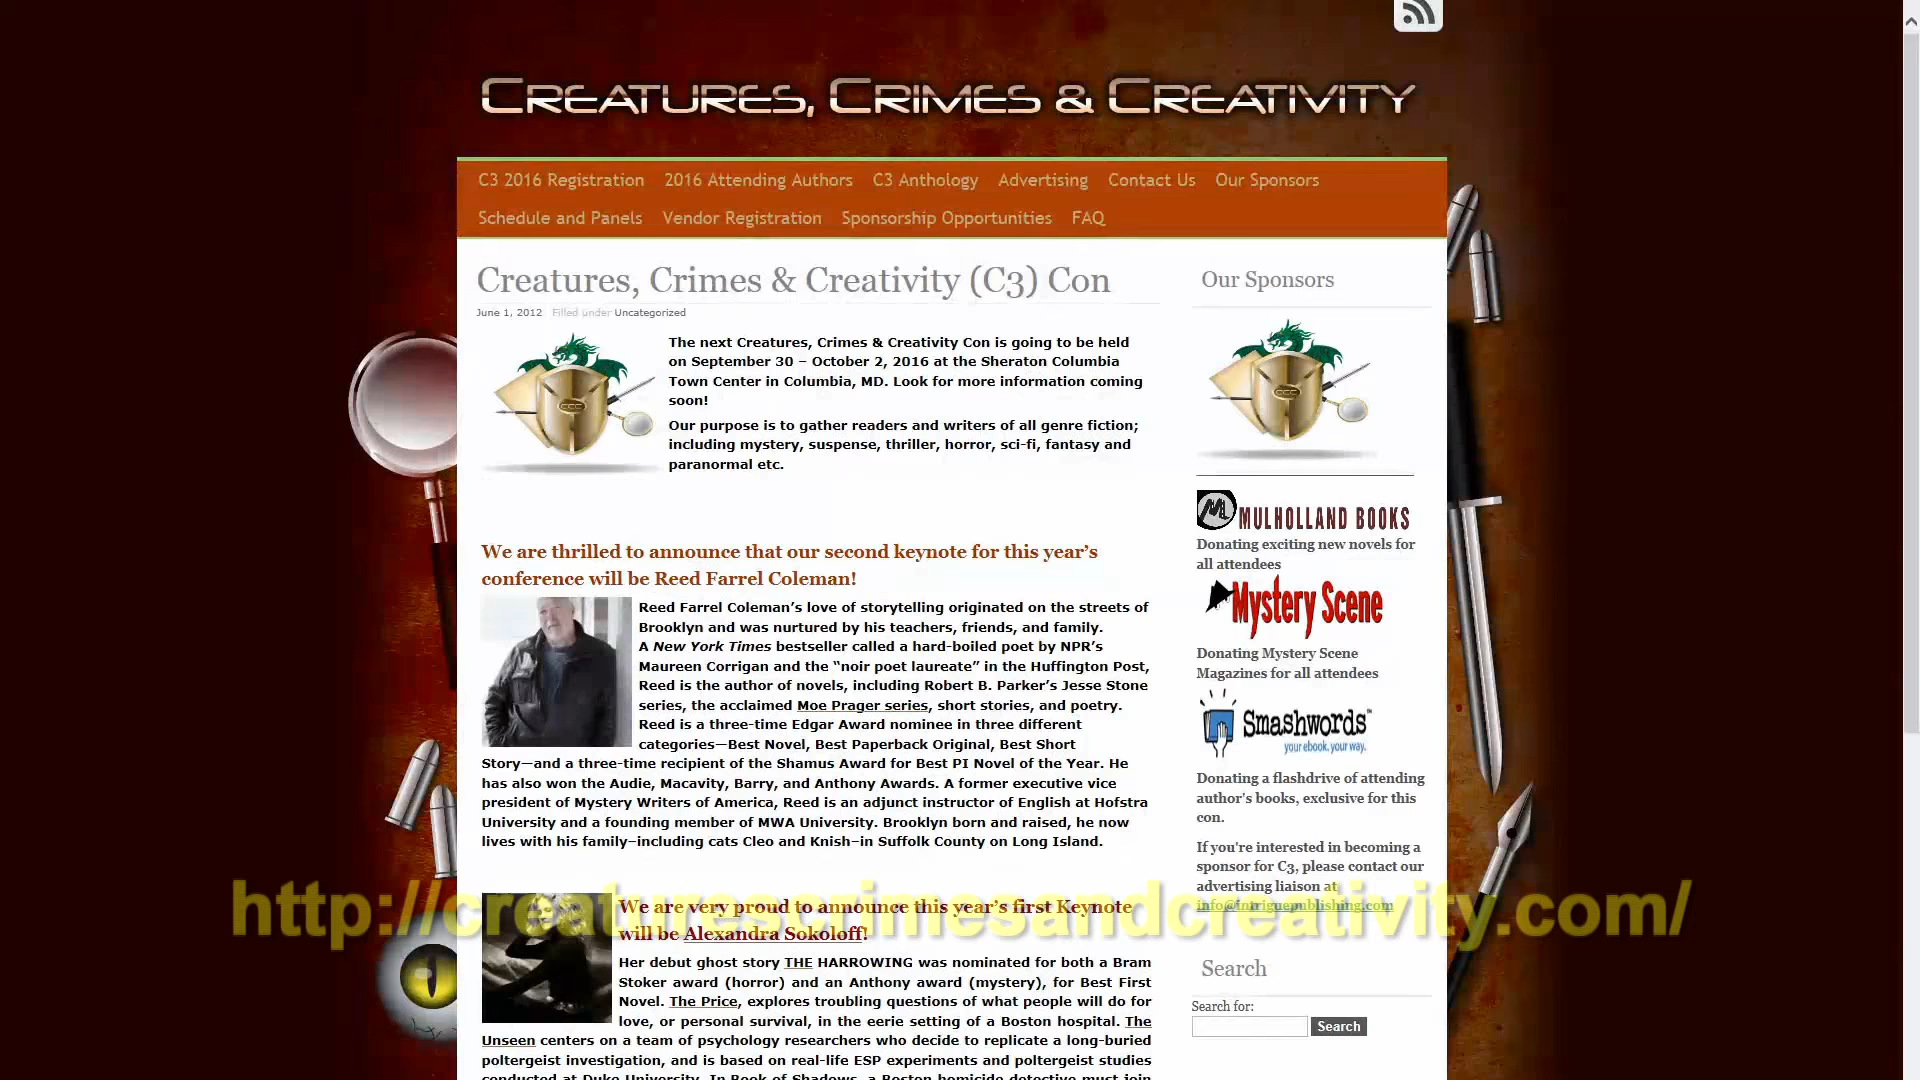 CREATURES, CRIMES & CREATIVITY
C3 2016 Registration 2016 Attending Authors C3 Anthology Advertising Contact Us Our Sponsors
Schedule and Panels Vendor Registration Sponsorship Opportunities FAQ
Creatures, Crimes & Creativity (C3) Con
June 1, 2012 Filled under Uncategorized
The next Creatures, Crimes & Creativity Con is going to be held
on September 30 – October 2, 2016 at the Sheraton Columbia
Town Center in Columbia, MD. Look for more information coming
soon!
Our purpose is to gather readers and writers of all genre fiction;
including mystery, suspense, thriller, horror, sci-fi, fantasy and
paranormal etc.
CCC
We are thrilled to announce that our second keynote for this year’s
conference will be Reed Farrel Coleman!
Reed Farrel Coleman’s love of storytelling originated on the streets of
Brooklyn and was nurtured by his teachers, friends, and family.
A New York Times bestseller called a hard-boiled poet by NPR’s
Maureen Corrigan and the “noir poet laureate” in the Huffington Post,
Reed is the author of novels, including Robert B. Parker’s Jesse Stone
series, the acclaimed Moe Prager series, short stories, and poetry.
Reed is a three-time Edgar Award nominee in three different
categories—Best Novel, Best Paperback Original, Best Short
Story—and a three-time recipient of the Shamus Award for Best PI Novel of the Year. He
has also won the Audie, Macavity, Barry, and Anthony Awards. A former executive vice
president of Mystery Writers of America, Reed is an adjunct instructor of English at Hofstra
University and a founding member of MWA University. Brooklyn born and raised, he now
lives with his family–including cats Cleo and Knish–in Suffolk County on Long Island.
We are very proud to announce this year’s first Keynote
will be Alexandra Sokoloff!
Her debut ghost story THE HARROWING was nominated for both a Bram
Stoker award (horror) and an Anthony award (mystery), for Best First
Novel. The Price, explores troubling questions of what people will do for
love, or personal survival, in the eerie setting of a Boston hospital. The
Unseen centers on a team of psychology researchers who decide to replicate a long-buried
poltergeist investigation, and is based on real-life ESP experiments and poltergeist studies
conducted at Duke University. In Book of Shadows, a Boston homicide detective must join
Our Sponsors
CCC
MULHOLLAND BOOKS
Donating exciting new novels for
all attendees
Mystery Scene
Donating Mystery Scene
Magazines for all attendees
Smashwords™
your ebook. your way.
Donating a flashdrive of attending
author's books, exclusive for this
con.
If you're interested in becoming a
sponsor for C3, please contact our
advertising liaison at
info@intriguepublishing.com
Search
Search for:
Search
http://creaturescrimesandcreativity.com/